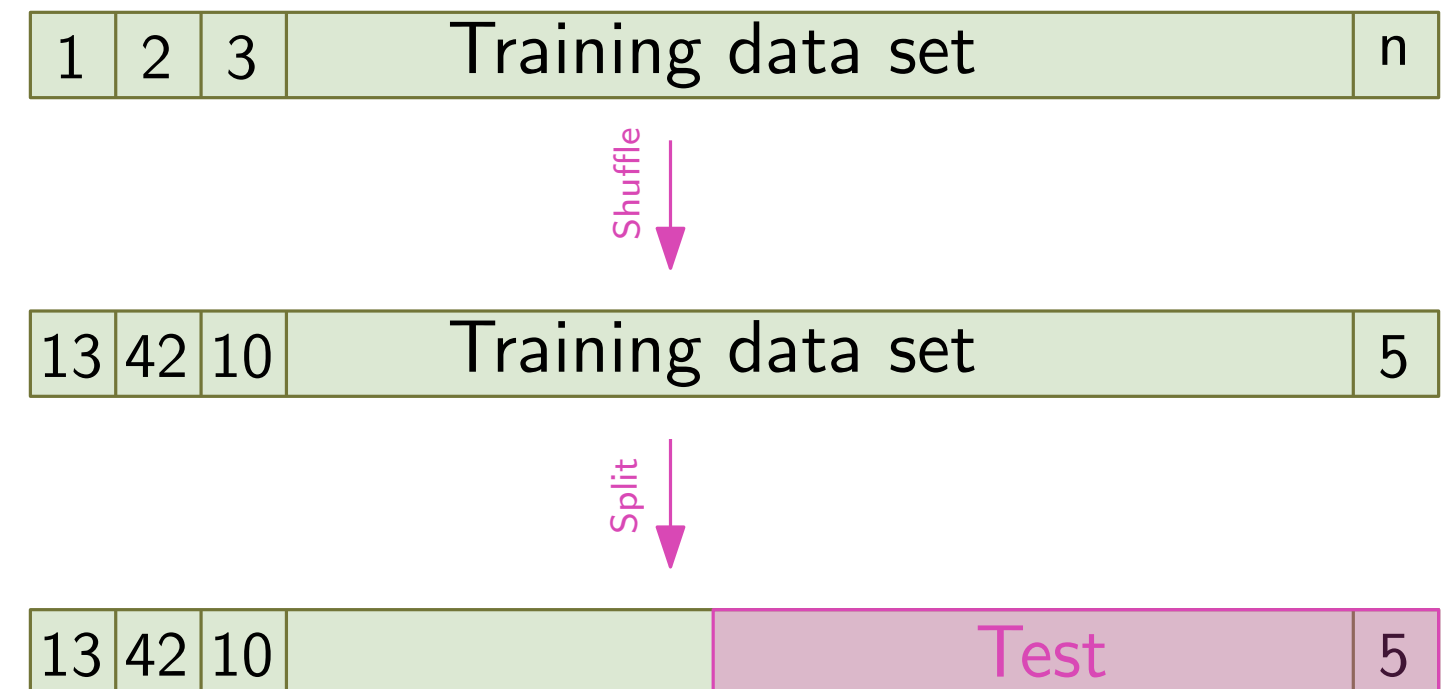 1 2 3 Training data set n
Shuffle
13 42 10 Training data set 5
Split
13 42 10 Test 5